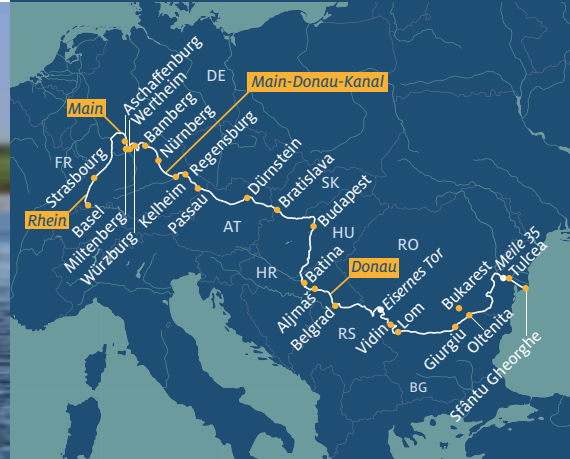 Aschaffenburg
Wertheim
DE
Main-Donau-Kanal
Main
Bamberg
Nürnberg
Regensburg
FR
Strasbourg
Dürnstein
Bratislava
SK
Rhein
Basel
Miltenberg
Würzburg
Kelheim
Passau
Budapest
AT
HU
RO
HR
Batina
Donau
Eisernes Tor
Meile 35
Tulcea
Bukarest
Alimaš
Belgrad
RS
Vidin
Lom
Giurgiu
Oltenita
Sfântu Gheorghe
BG